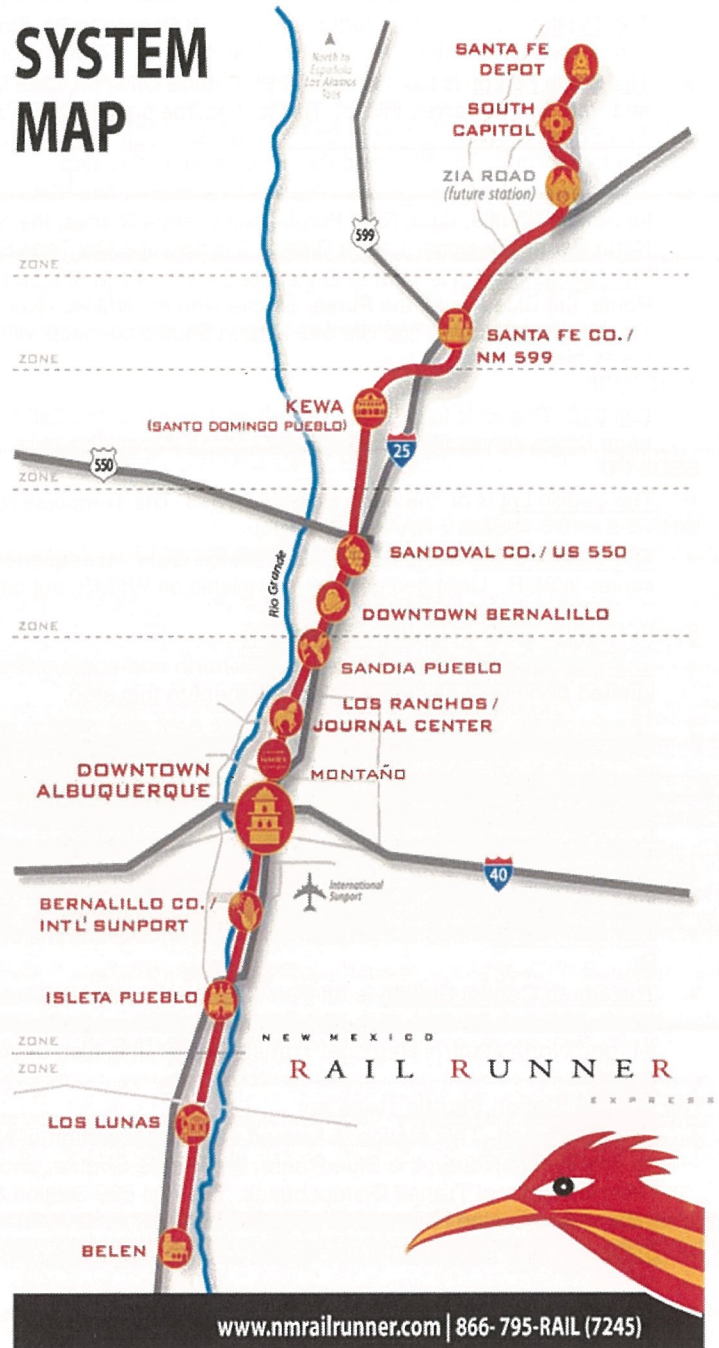 SYSTEM
MAP
North to
Española
Los Alamos
Taos
SANTA FE
DEPOT
SOUTH
CAPITOL
ZIA ROAD
(future station)
599
ZONE
SANTA FE CO. /
NM 599
ZONE
KEWA
(SANTO DOMINGO PUEBLO)
25
550
ZONE
SANDOVAL CO. / US 550
Rio Grande
DOWNTOWN BERNALILLO
ZONE
SANDIA PUEBLO
LOS RANCHOS /
JOURNAL CENTER
DOWNTOWN
ALBUQUERQUE
MONTAÑO
40
International
Sunport
BERNALILLO CO. /
INTL' SUNPORT
ISLETA PUEBLO
ZONE
ZONE
NEW MEXICO
RAIL RUNNER
EXPRESS
LOS LUNAS
BELEN
www.nmrailrunner.com | 866- 795-RAIL (7245)